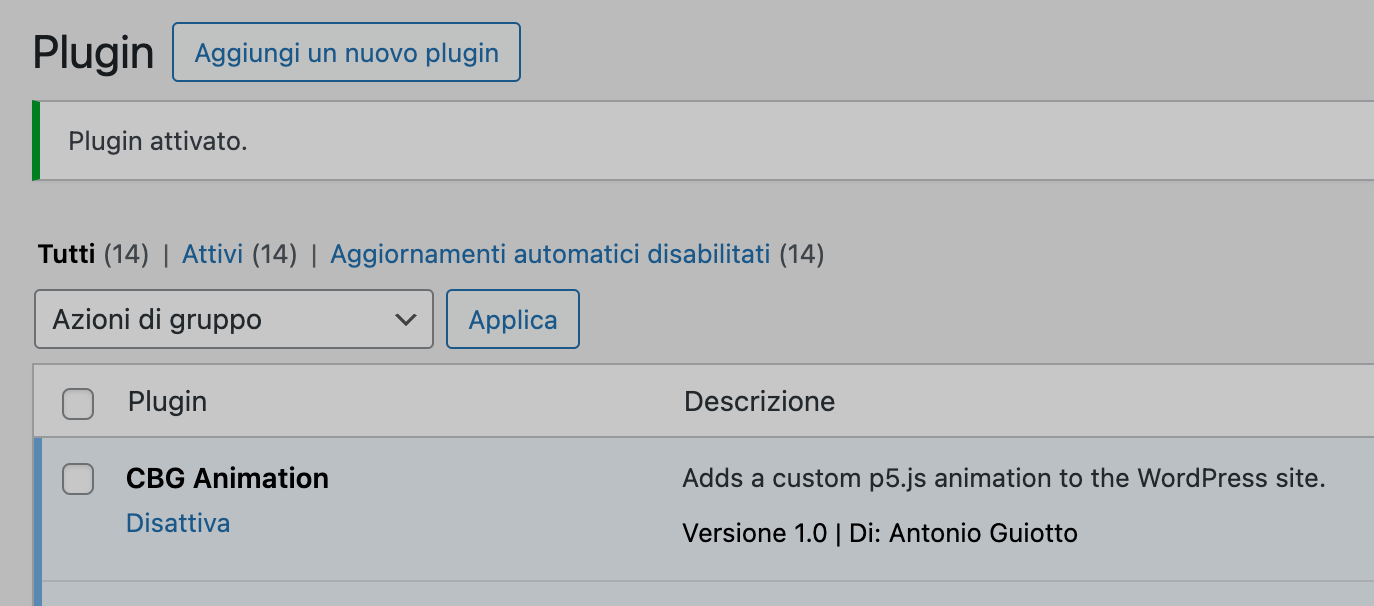 Plugin Aggiungi un nuovo plugin
Plugin attivato.
Tutti (14) | Attivi (14) | Aggiornamenti automatici disabilitati (14)
Azioni di gruppo Applica
Plugin Descrizione
CBG Animation Adds a custom p5.js animation to the WordPress site.
Disattiva
Versione 1.0 | Di: Antonio Guiotto